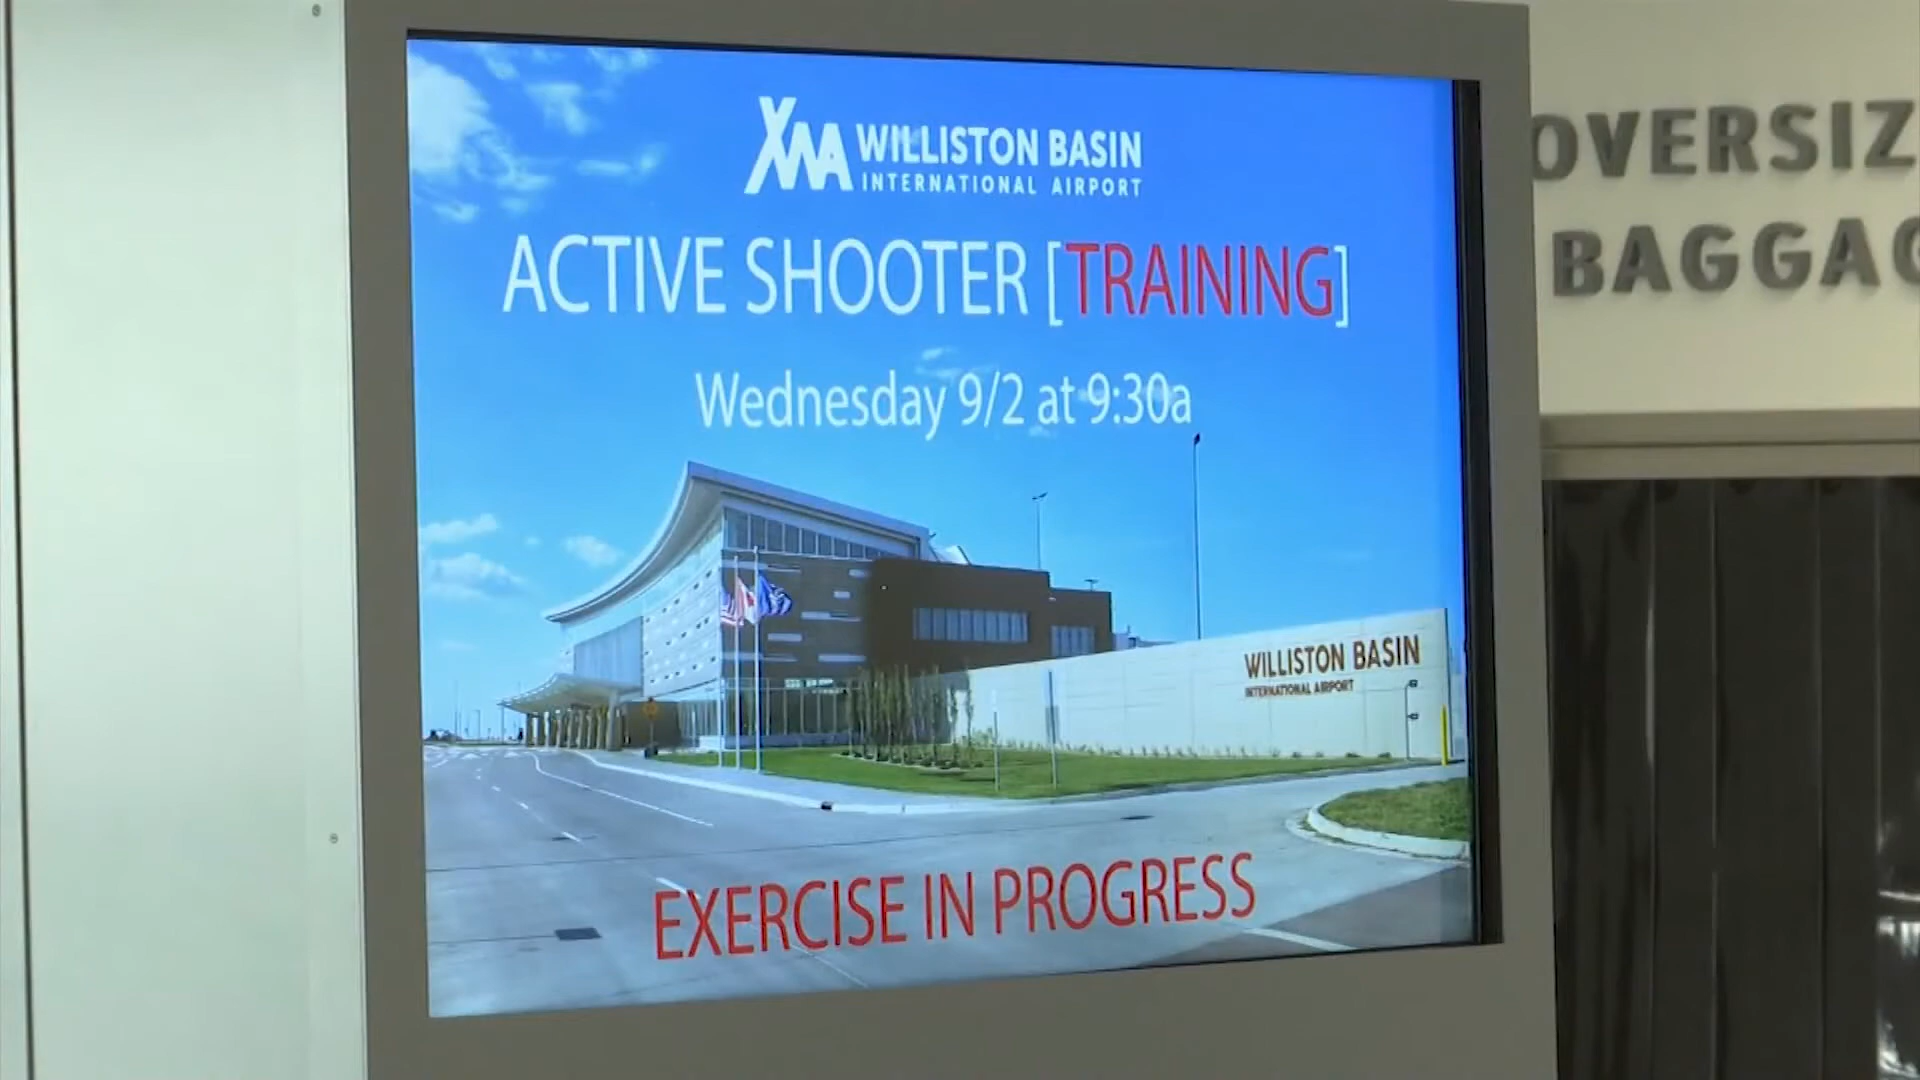 XWA WILLISTON BASIN
INTERNATIONAL AIRPORT
ACTIVE SHOOTER [TRAINING]
Wednesday 9/2 at 9:30a
WILLISTON BASIN
INTERNATIONAL AIRPORT
EXERCISE IN PROGRESS
OVERSIZ
BAGGAG